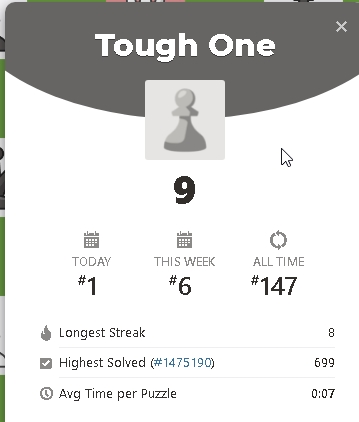 Tough One
9
TODAY THIS WEEK ALL TIME
#1 #6 #147
Longest Streak 8
Highest Solved (#1475190) 699
Avg Time per Puzzle 0:07